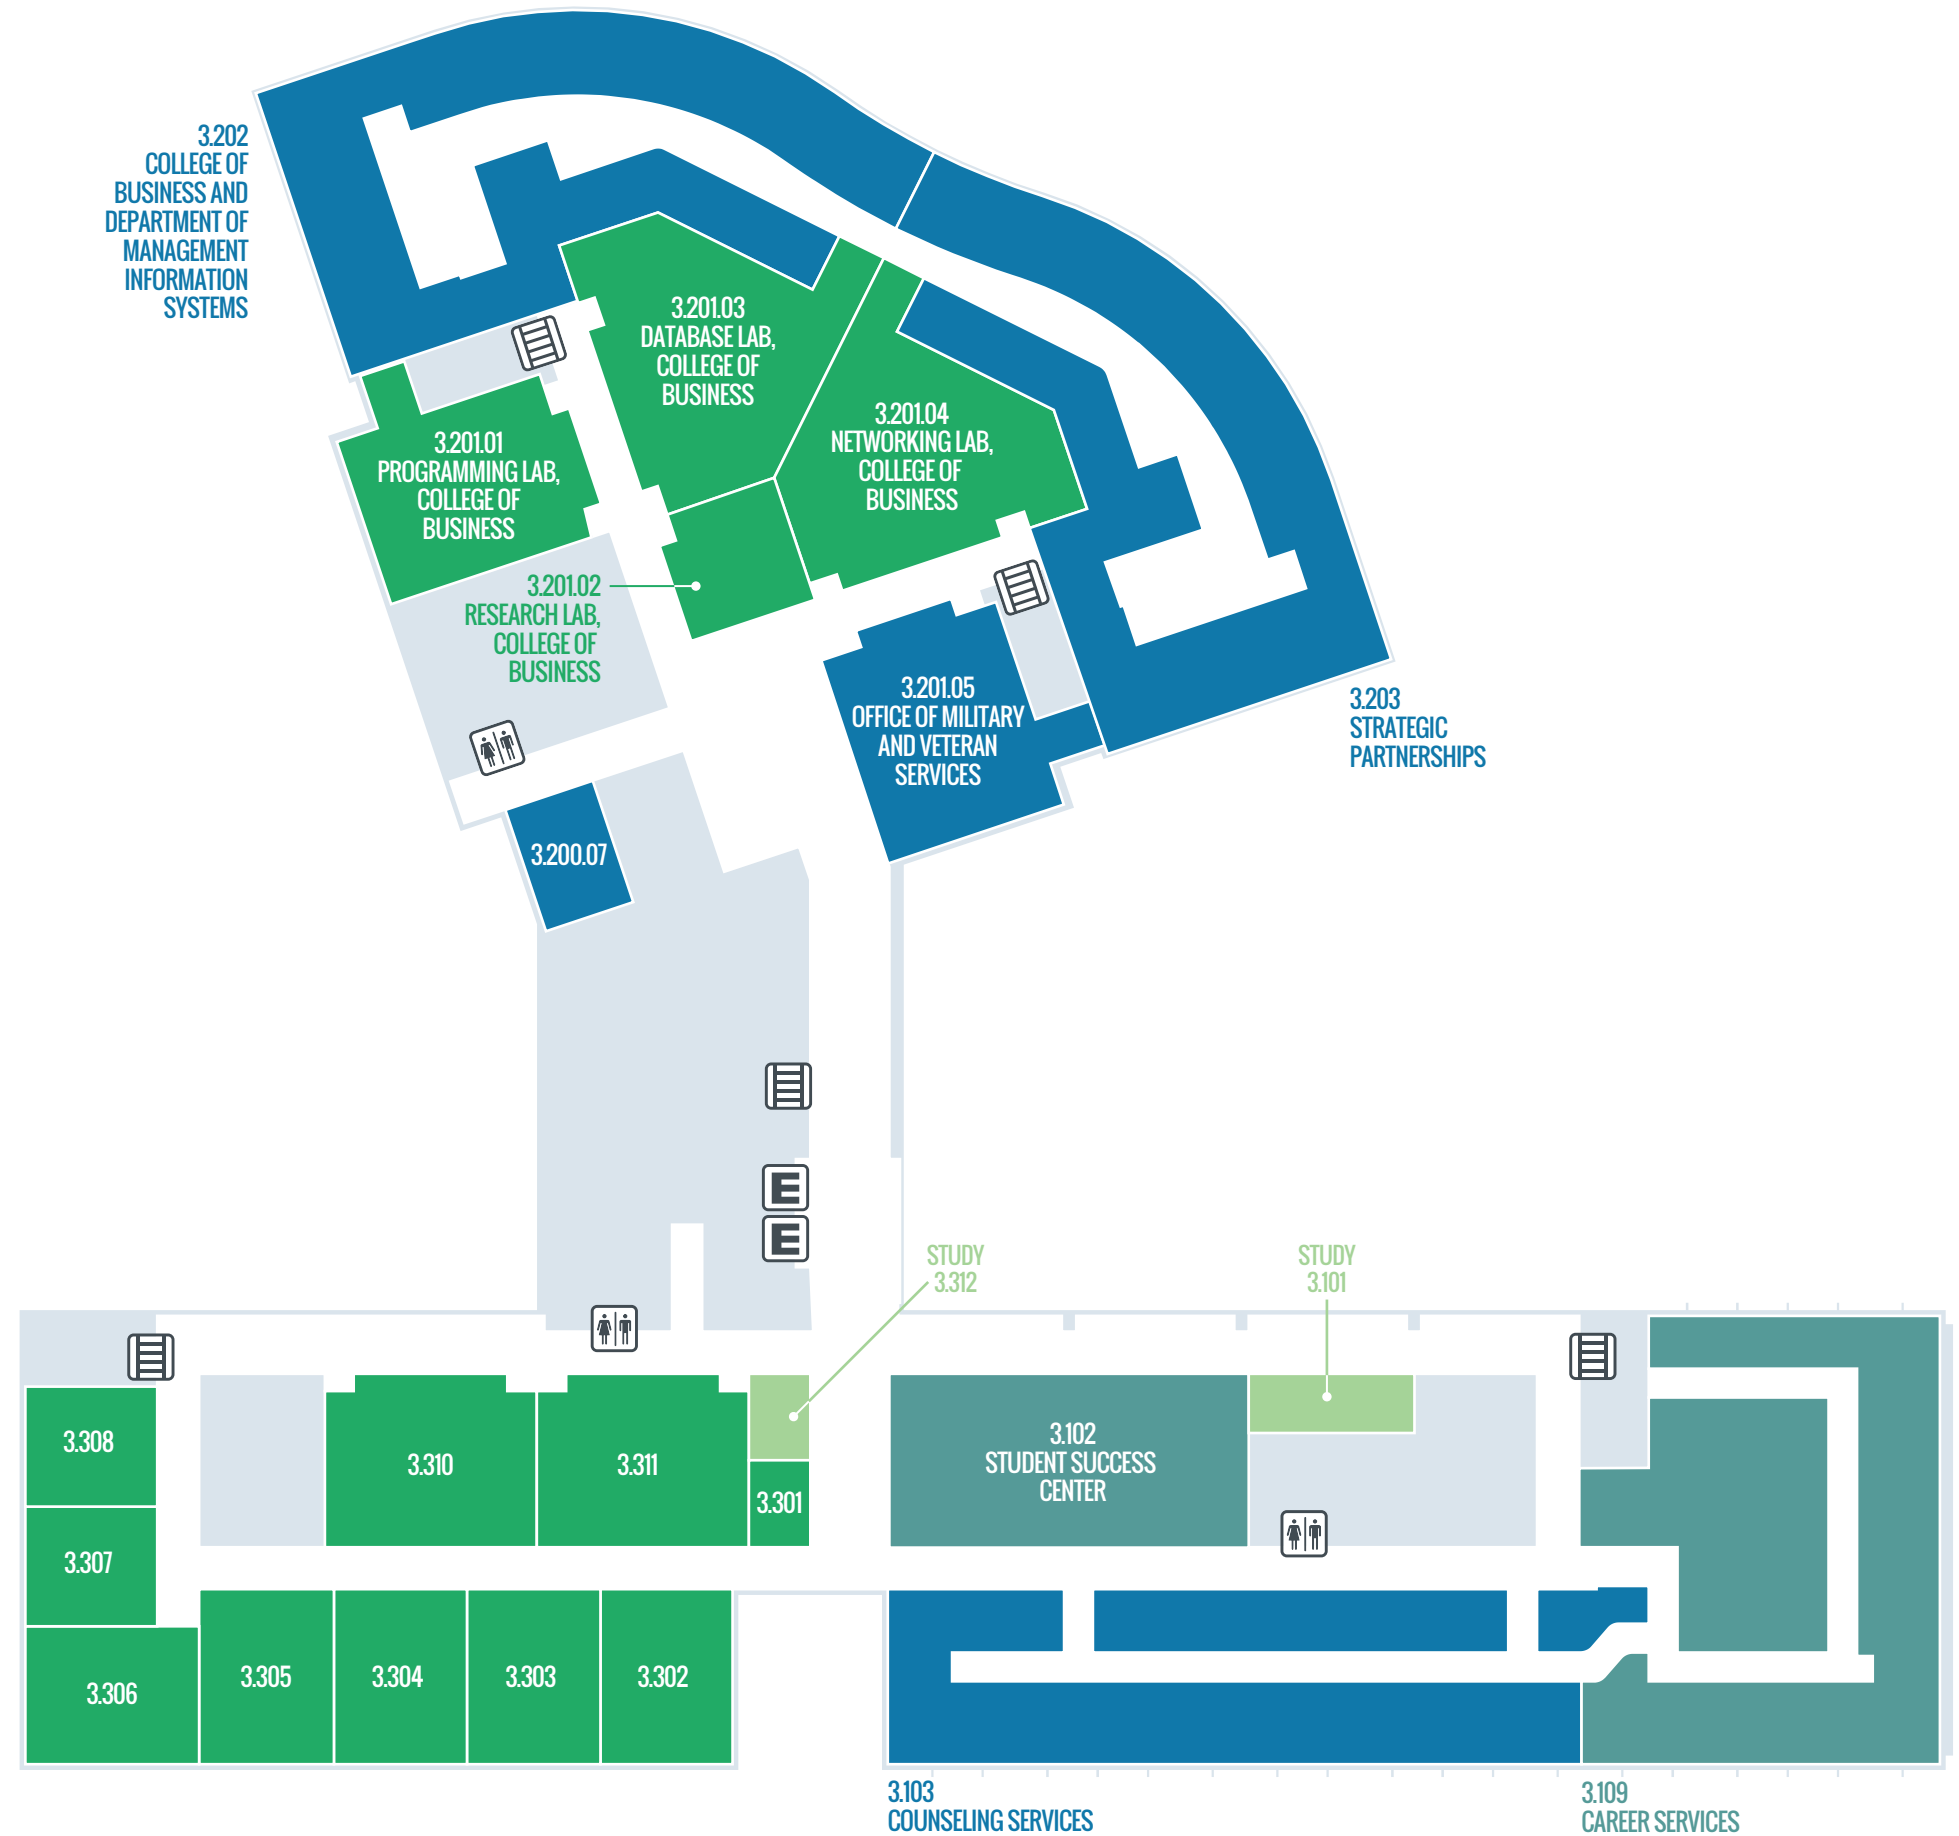 3.202
COLLEGE OF
BUSINESS AND
DEPARTMENT OF
MANAGEMENT
INFORMATION
SYSTEMS
3.201.03
DATABASE LAB,
COLLEGE OF
BUSINESS
3.201.04
NETWORKING LAB,
COLLEGE OF
BUSINESS
3.201.01
PROGRAMMING LAB,
COLLEGE OF
BUSINESS
3.201.02
RESEARCH LAB,
COLLEGE OF
BUSINESS
3.201.05
OFFICE OF MILITARY
AND VETERAN
SERVICES
3.203
STRATEGIC
PARTNERSHIPS
3.200.07
E
E
STUDY
3.312
STUDY
3.101
3.308
3.310
3.311
3.301
3.102
STUDENT SUCCESS
CENTER
3.307
3.306
3.305
3.304
3.303
3.302
3.103
COUNSELING SERVICES
3.109
CAREER SERVICES